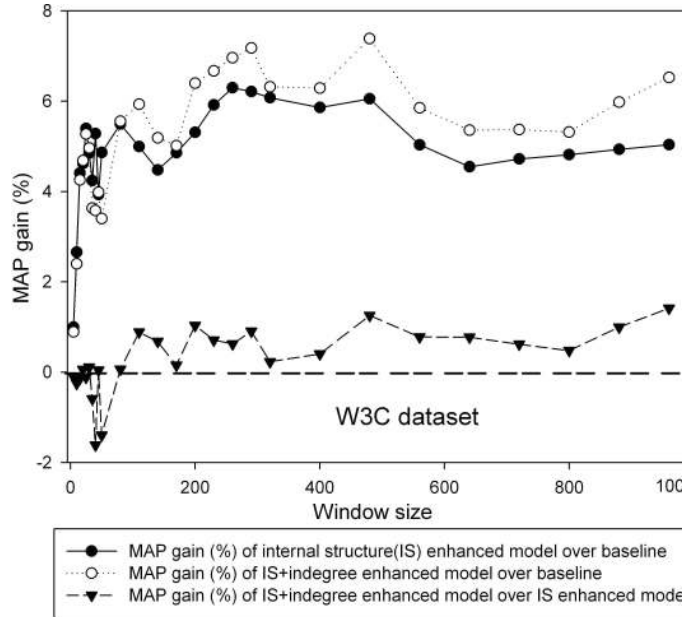 8
6
4
2
0
-2
MAP gain (%)
W3C dataset
0 200 400 600 800 100
Window size
MAP gain (%) of internal structure(IS) enhanced model over baseline
MAP gain (%) of IS+indegree enhanced model over baseline
MAP gain (%) of IS+indegree enhanced model over IS enhanced mode